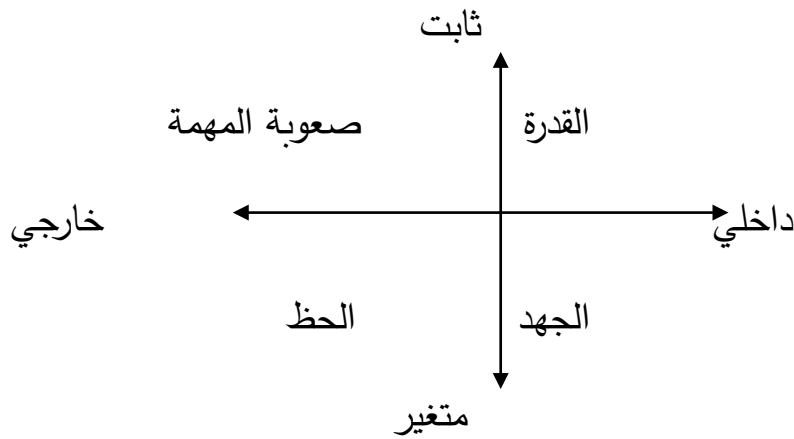 ثابت
القدرة صعوبة المهمة
داخلي خارجي
الجهد الحظ
متغير